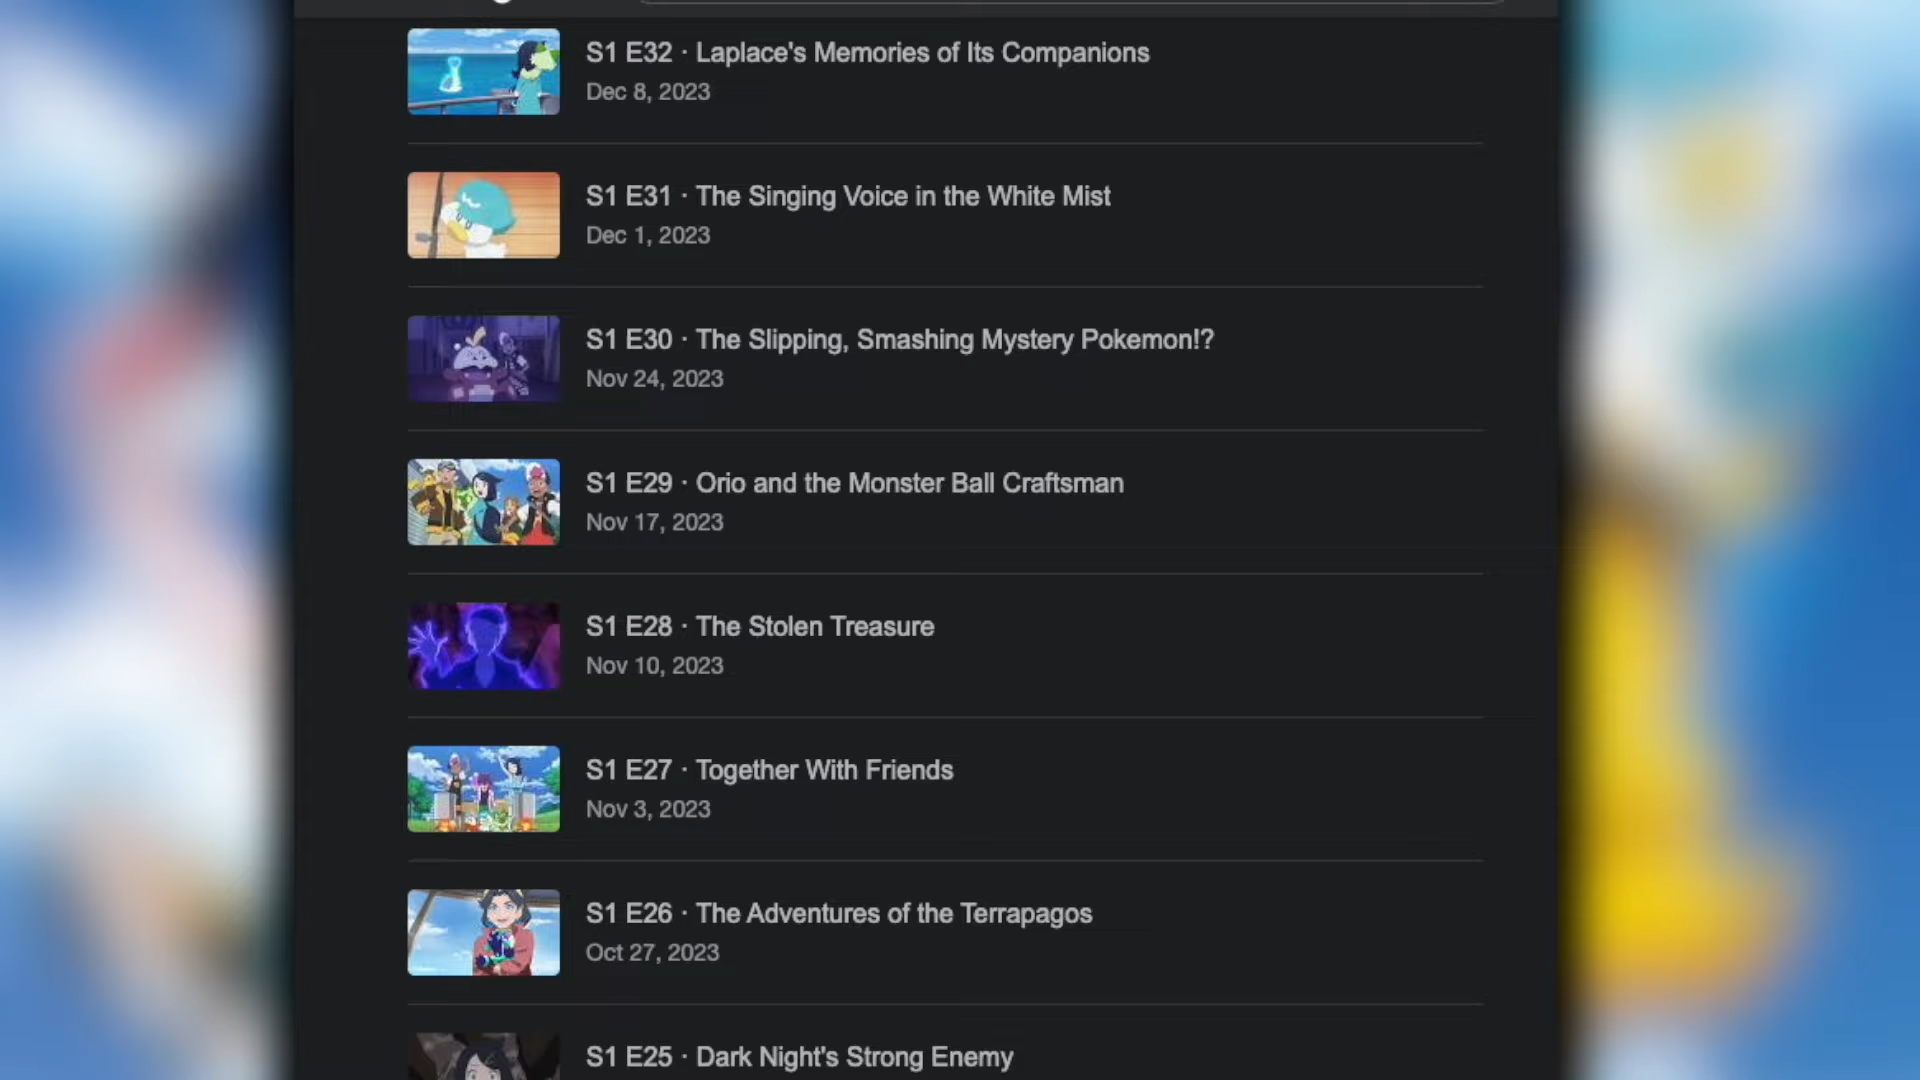 S1 E32 · Laplace's Memories of Its Companions
Dec 8, 2023
S1 E31 · The Singing Voice in the White Mist
Dec 1, 2023
S1 E30 · The Slipping, Smashing Mystery Pokemon!?
Nov 24, 2023
S1 E29 · Orio and the Monster Ball Craftsman
Nov 17, 2023
S1 E28 · The Stolen Treasure
Nov 10, 2023
S1 E27 · Together With Friends
Nov 3, 2023
S1 E26 · The Adventures of the Terrapagos
Oct 27, 2023
S1 E25 · Dark Night's Strong Enemy